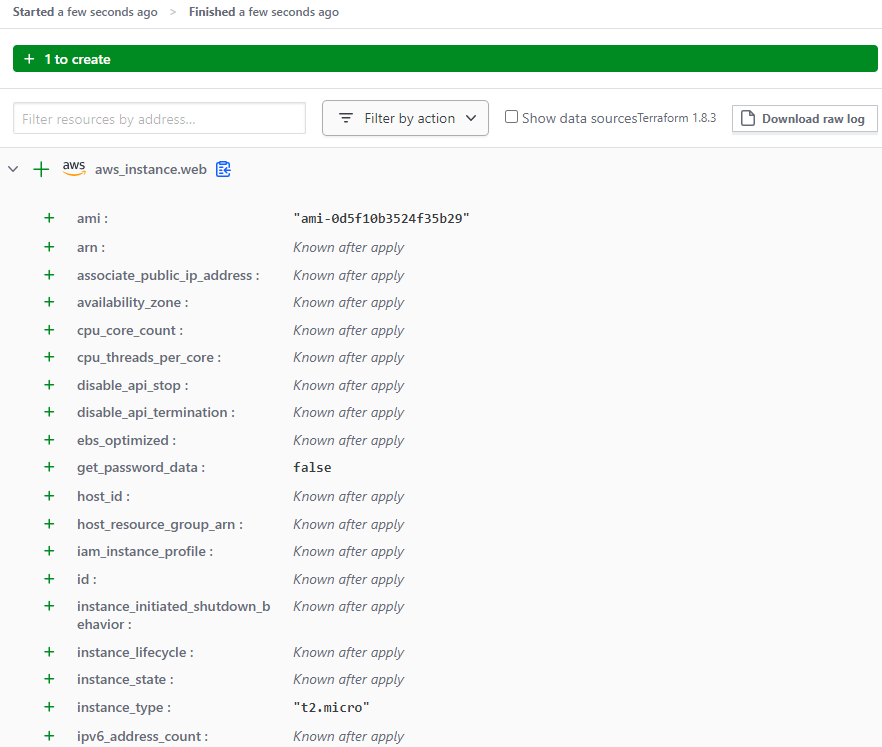 Started a few seconds ago > Finished a few seconds ago
+ 1 to create
Filter resources by address... Filter by action Show data sources Terraform 1.8.3 Download raw log
+ aws aws_instance.web
+ ami : "ami-0d5f10b3524f35b29"
+ arn : Known after apply
+ associate_public_ip_address : Known after apply
+ availability_zone : Known after apply
+ cpu_core_count : Known after apply
+ cpu_threads_per_core : Known after apply
+ disable_api_stop : Known after apply
+ disable_api_termination : Known after apply
+ ebs_optimized : Known after apply
+ get_password_data : false
+ host_id : Known after apply
+ host_resource_group_arn : Known after apply
+ iam_instance_profile : Known after apply
+ id : Known after apply
+ instance_initiated_shutdown_b Known after apply
ehavior :
+ instance_lifecycle : Known after apply
+ instance_state : Known after apply
+ instance_type : "t2.micro"
+ ipv6_address_count : Known after apply